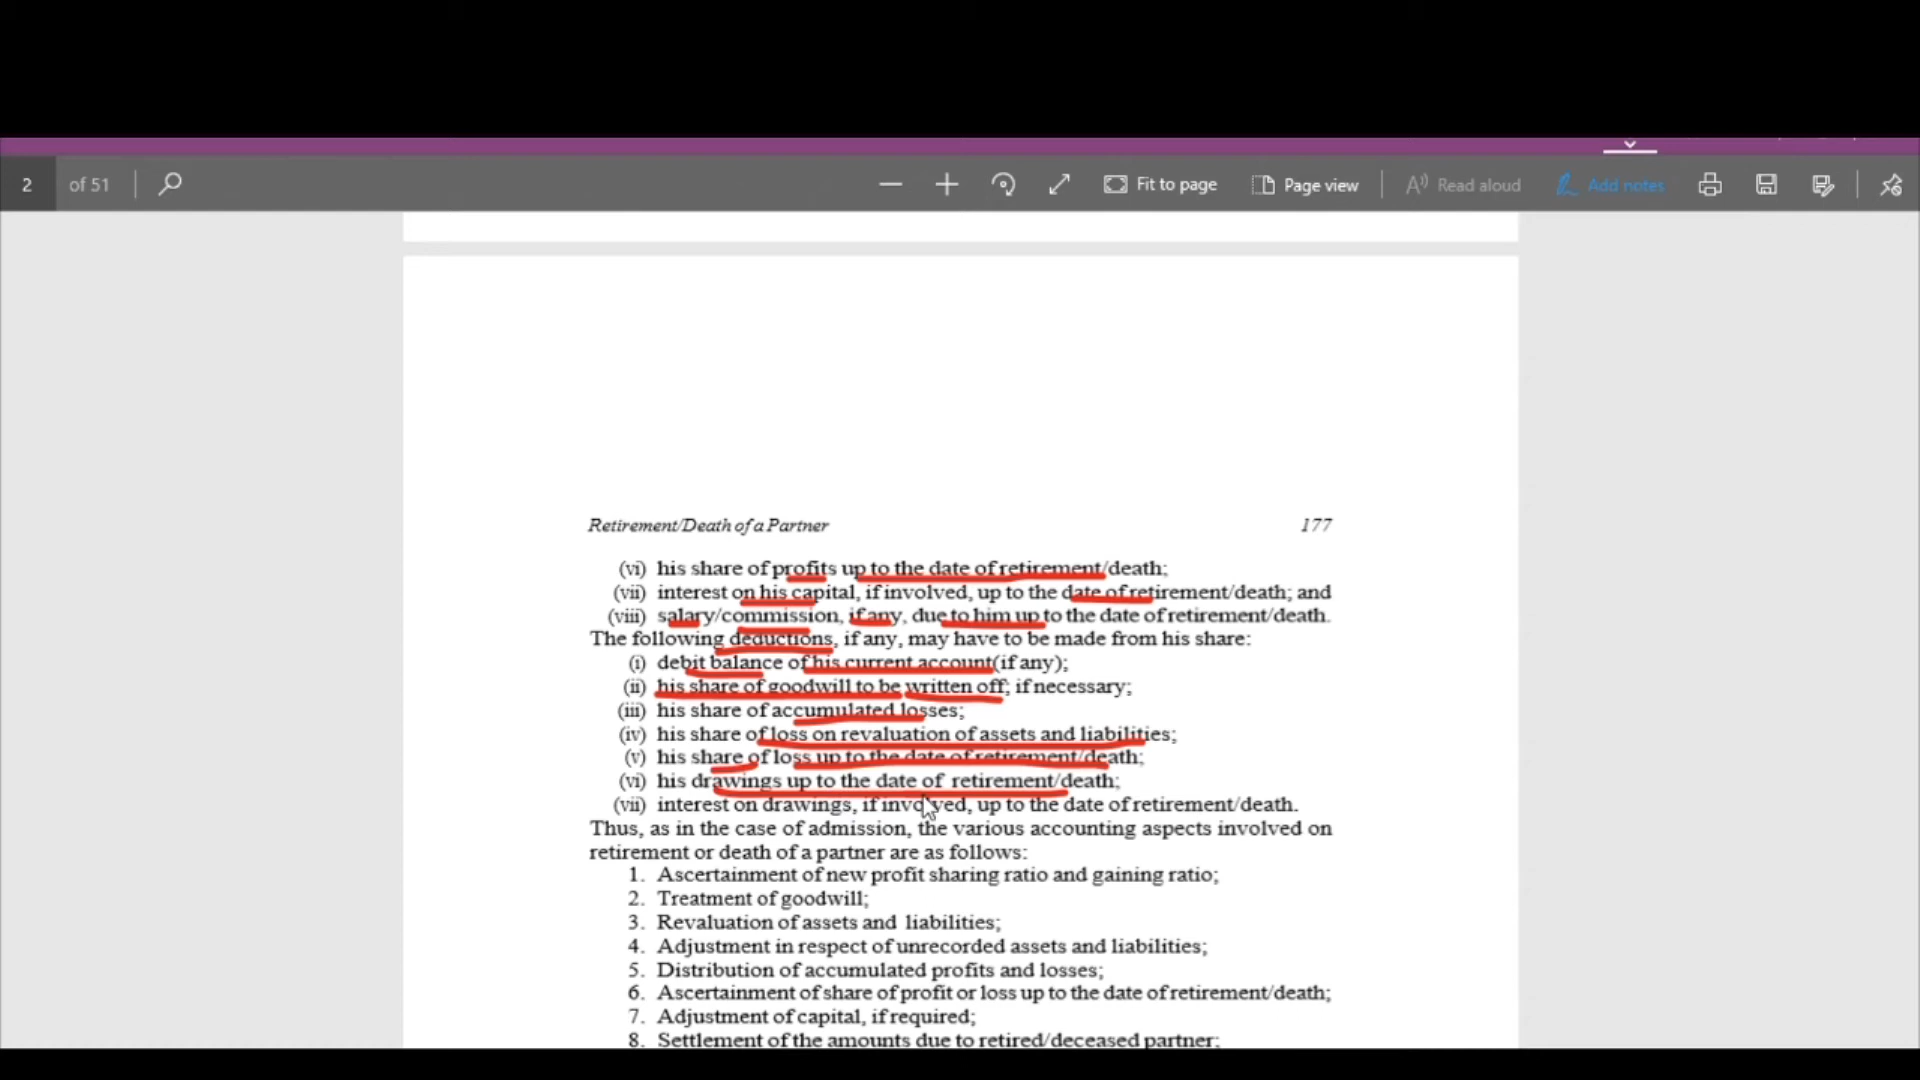 2 of 51 Fit to page Page view Read aloud Add notes
Retirement/Death of a Partner 177
(vi) his share of profits up to the date of retirement/death;
(vii) interest on his capital, if involved, up to the date of retirement/death; and
(viii) salary/commission, if any, due to him up to the date of retirement/death.
The following deductions, if any, may have to be made from his share:
(i) debit balance of his current account(if any);
(ii) his share of goodwill to be written off, if necessary;
(iii) his share of accumulated losses;
(iv) his share of loss on revaluation of assets and liabilities;
(v) his share of loss up to the date of retirement/death;
(vi) his drawings up to the date of retirement/death;
(vii) interest on drawings, if involved, up to the date of retirement/death.
Thus, as in the case of admission, the various accounting aspects involved on
retirement or death of a partner are as follows:
1. Ascertainment of new profit sharing ratio and gaining ratio;
2. Treatment of goodwill;
3. Revaluation of assets and liabilities;
4. Adjustment in respect of unrecorded assets and liabilities;
5. Distribution of accumulated profits and losses;
6. Ascertainment of share of profit or loss up to the date of retirement/death;
7. Adjustment of capital, if required;
8. Settlement of the amounts due to retired/deceased partner;